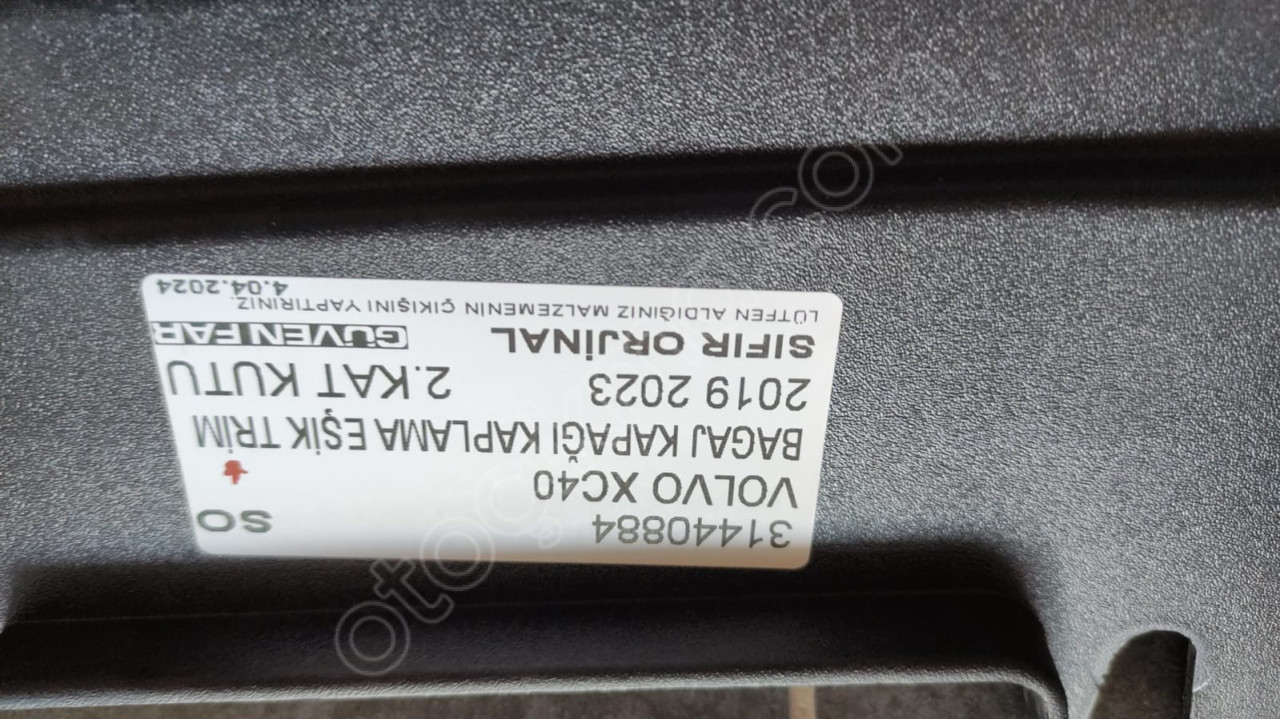 31440884 SO
VOLVO XC40
BAGAJ KAPAĞI KAPLAMA EŞİK TRİM
2019 2023 2.KAT KUTU
SIFIR ORJİNAL GÜVEN FAR
LÜTFEN ALDIĞINIZ MALZEMENİN ÇIKIŞINI YAPTIRINIZ.
4.04.2024